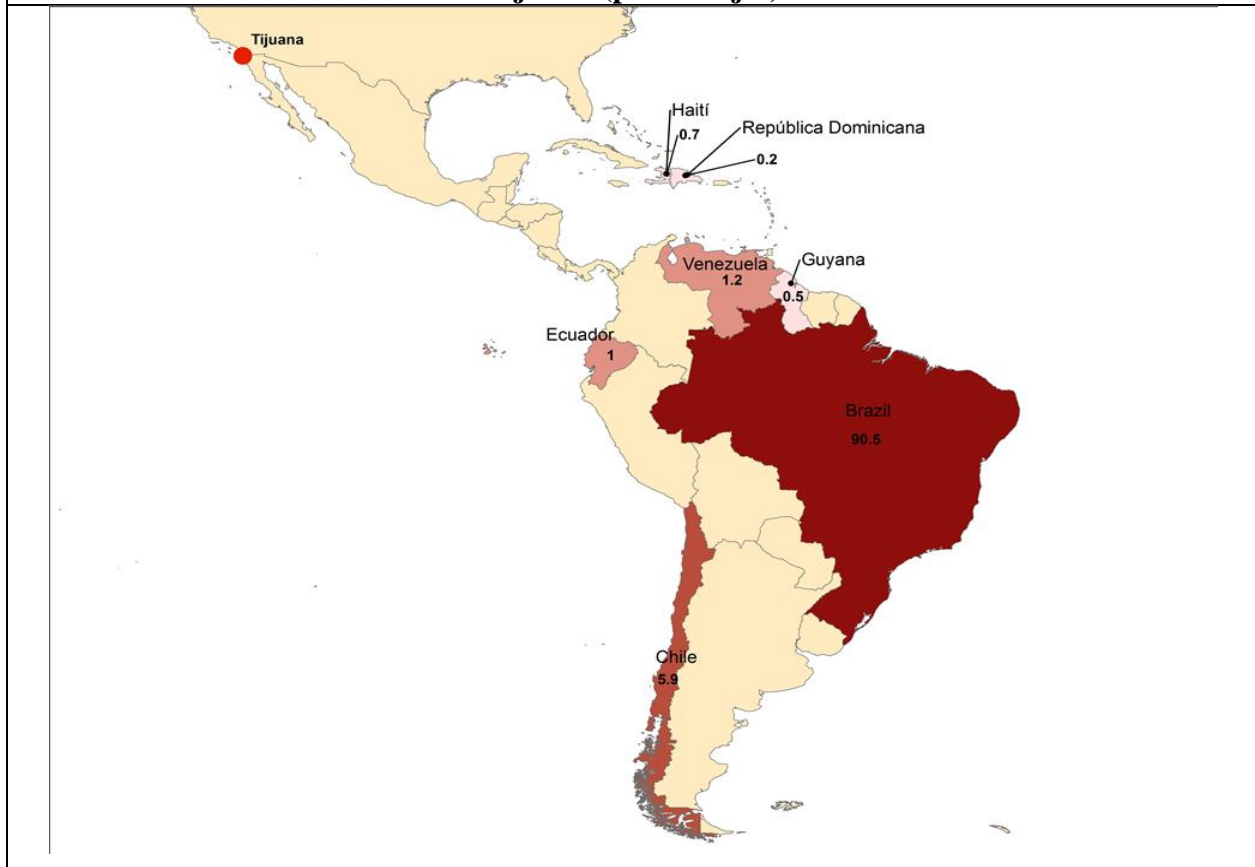 Tijuana
Haití
0.7
República Dominicana
0.2
Venezuela
1.2
Guyana
0.5
Ecuador
1
Brazil
90.5
Chile
5.9